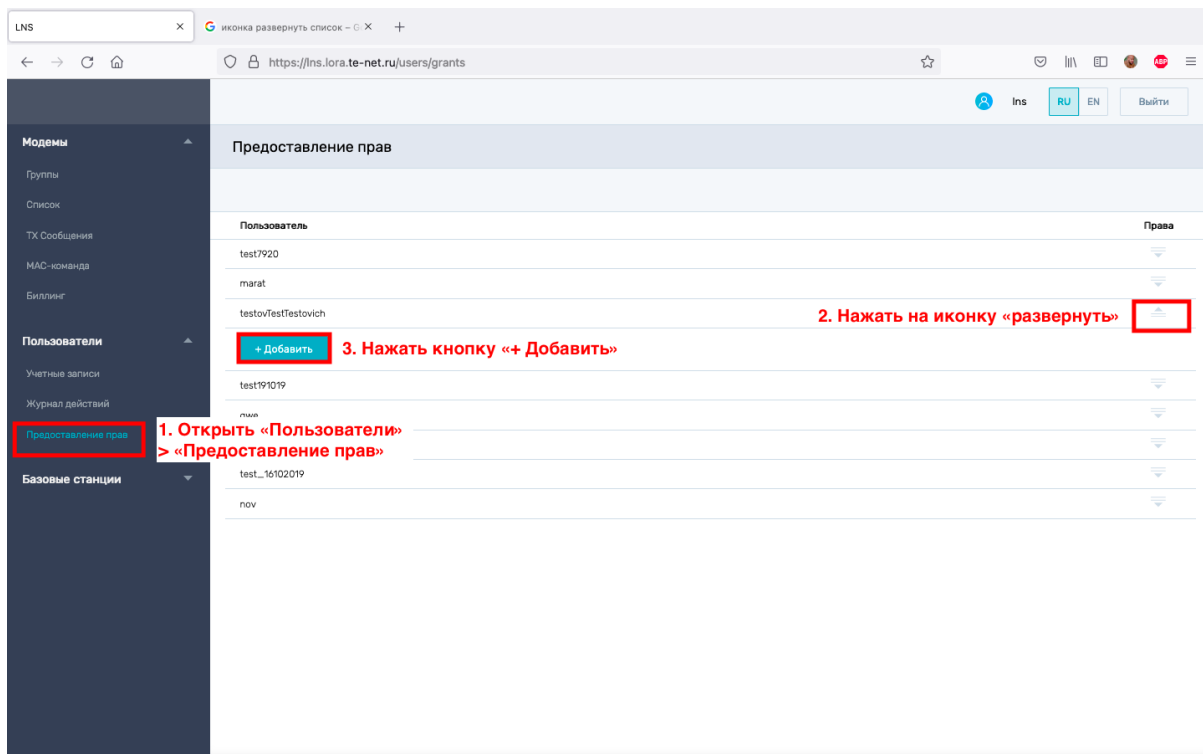 LNS
иконка развернуть список – G
https://lns.lora.te-net.ru/users/grants
ABP
lns
RU
EN
Выйти
Модемы
Предоставление прав
Группы
Список
Пользователь
Права
TX Сообщения
test7920
MAC-команда
marat
Биллинг
testovTestTestovich
2. Нажать на иконку «развернуть»
Пользователи
+ Добавить
3. Нажать кнопку «+ Добавить»
Учетные записи
test191019
Журнал действий
qwe
Предоставление прав
1. Открыть «Пользователи»
> «Предоставление прав»
Базовые станции
test_16102019
nov